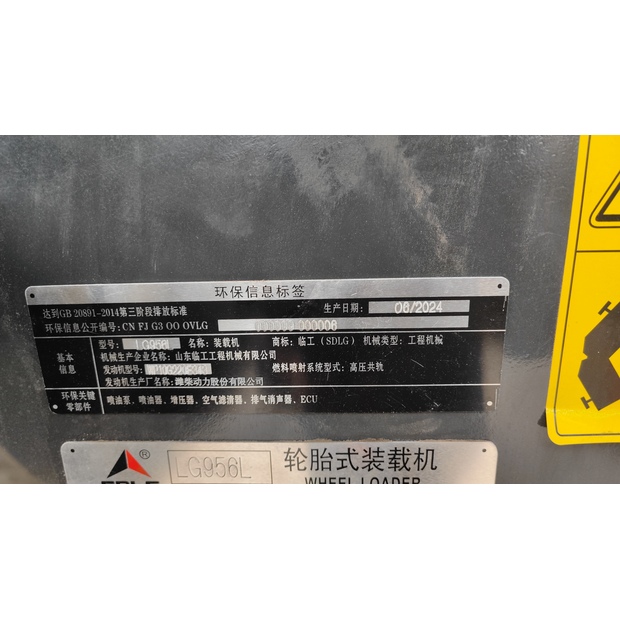 环保信息标签
达到GB 20891-2014第三阶段排放标准 生产日期: 06/2024
环保信息公开编号: CN FJ G3 OO OVLG 000006
型号: LG956L 名称: 装载机 商标: 临工(SDLG) 机械类型: 工程机械
基本信息
机械生产企业名称: 山东临工工程机械有限公司
发动机型号: 燃料喷射系统型式: 高压共轨
发动机生产厂名称: 潍柴动力股份有限公司
环保关键零部件
喷油泵、喷油器、增压器、空气滤清器、排气消声器、ECU
® LG956L 轮胎式装载机
WHEEL LOADER